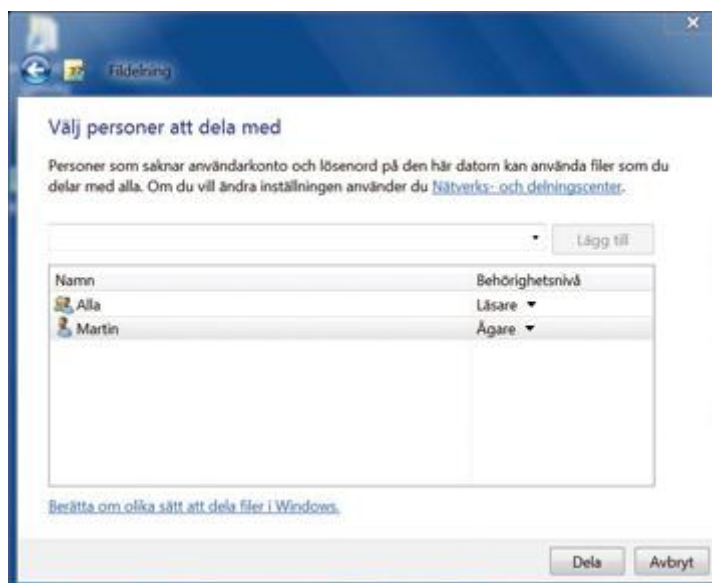 Fildelning
Välj personer att dela med
Personer som saknar användarkonto och lösenord på den här datorn kan använda filer som du
delar med alla. Om du vill ändra inställningen använder du Nätverks- och delningscenter.
Lägg till
Namn Behörighetsnivå
Alla Läsare
Martin Ägare
Berätta om olika sätt att dela filer i Windows.
Dela Avbryt